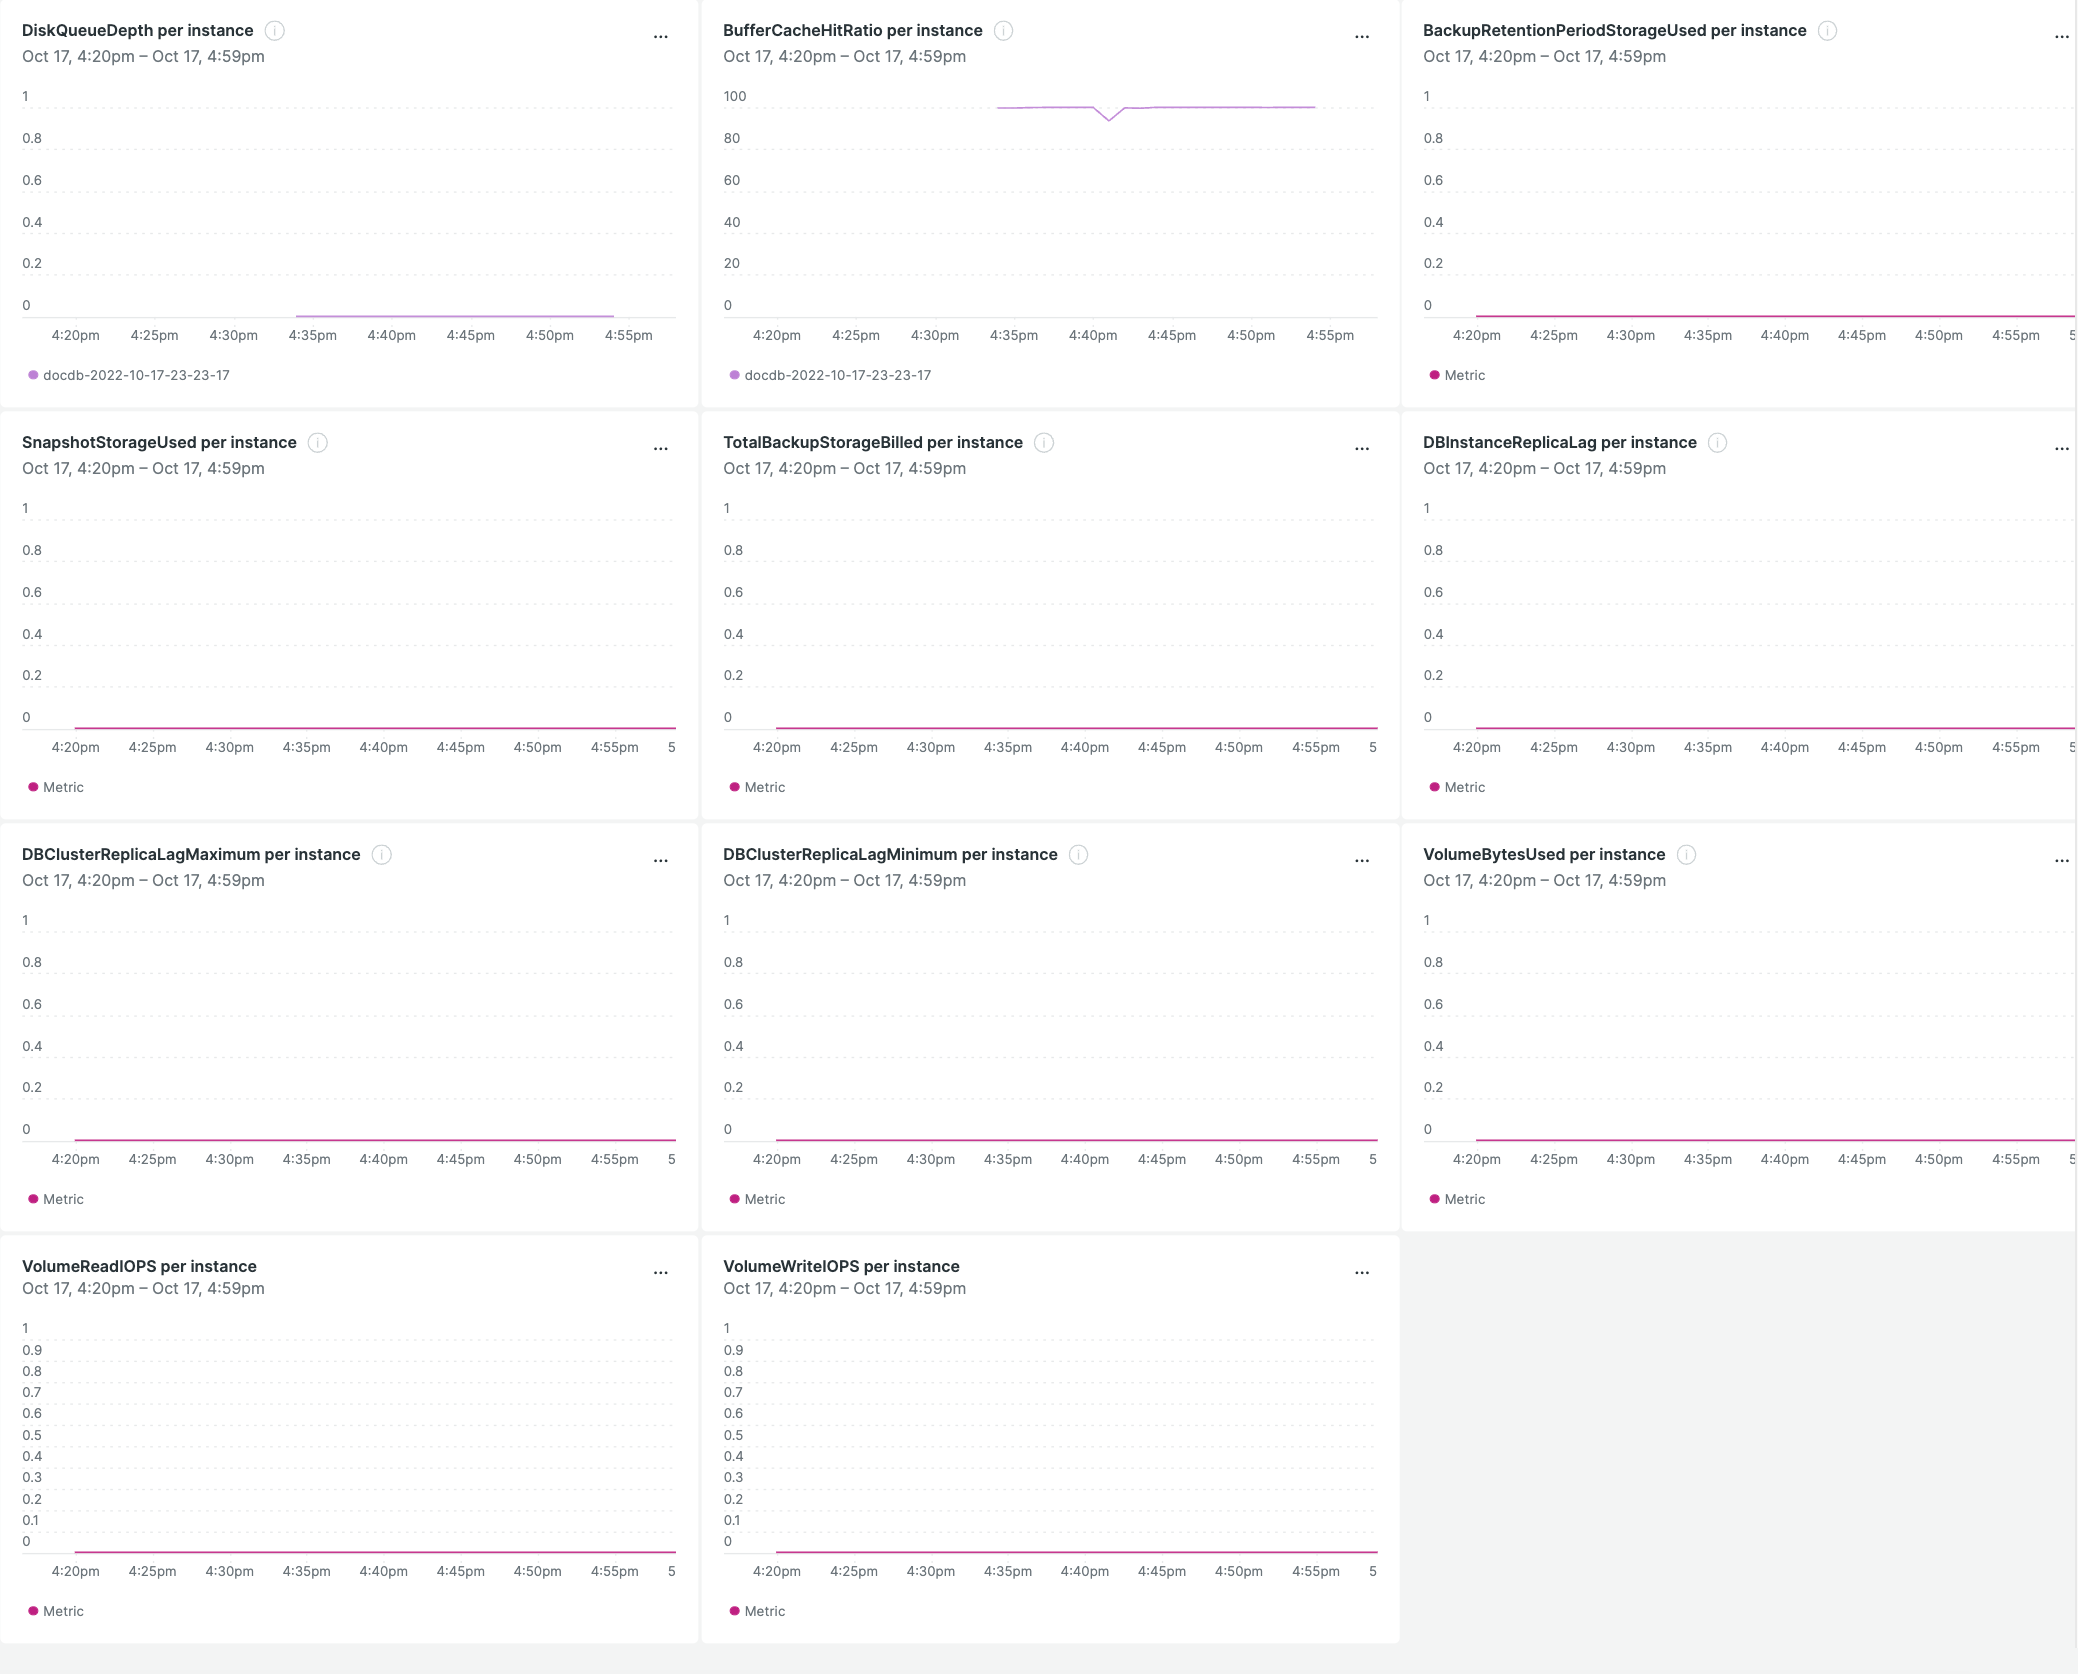 DiskQueueDepth per instance
Oct 17, 4:20pm – Oct 17, 4:59pm
1
0.8
0.6
0.4
0.2
0
4:20pm 4:25pm 4:30pm 4:35pm 4:40pm 4:45pm 4:50pm 4:55pm
docdb-2022-10-17-23-23-17
BufferCacheHitRatio per instance
Oct 17, 4:20pm – Oct 17, 4:59pm
100
80
60
40
20
0
4:20pm 4:25pm 4:30pm 4:35pm 4:40pm 4:45pm 4:50pm 4:55pm
docdb-2022-10-17-23-23-17
BackupRetentionPeriodStorageUsed per instance
Oct 17, 4:20pm – Oct 17, 4:59pm
1
0.8
0.6
0.4
0.2
0
4:20pm 4:25pm 4:30pm 4:35pm 4:40pm 4:45pm 4:50pm 4:55pm 5
Metric
SnapshotStorageUsed per instance
Oct 17, 4:20pm – Oct 17, 4:59pm
1
0.8
0.6
0.4
0.2
0
4:20pm 4:25pm 4:30pm 4:35pm 4:40pm 4:45pm 4:50pm 4:55pm 5
Metric
TotalBackupStorageBilled per instance
Oct 17, 4:20pm – Oct 17, 4:59pm
1
0.8
0.6
0.4
0.2
0
4:20pm 4:25pm 4:30pm 4:35pm 4:40pm 4:45pm 4:50pm 4:55pm 5
Metric
DBInstanceReplicaLag per instance
Oct 17, 4:20pm – Oct 17, 4:59pm
1
0.8
0.6
0.4
0.2
0
4:20pm 4:25pm 4:30pm 4:35pm 4:40pm 4:45pm 4:50pm 4:55pm 5
Metric
DBClusterReplicaLagMaximum per instance
Oct 17, 4:20pm – Oct 17, 4:59pm
1
0.8
0.6
0.4
0.2
0
4:20pm 4:25pm 4:30pm 4:35pm 4:40pm 4:45pm 4:50pm 4:55pm 5
Metric
DBClusterReplicaLagMinimum per instance
Oct 17, 4:20pm – Oct 17, 4:59pm
1
0.8
0.6
0.4
0.2
0
4:20pm 4:25pm 4:30pm 4:35pm 4:40pm 4:45pm 4:50pm 4:55pm 5
Metric
VolumeBytesUsed per instance
Oct 17, 4:20pm – Oct 17, 4:59pm
1
0.8
0.6
0.4
0.2
0
4:20pm 4:25pm 4:30pm 4:35pm 4:40pm 4:45pm 4:50pm 4:55pm 5
Metric
VolumeReadIOPS per instance
Oct 17, 4:20pm – Oct 17, 4:59pm
1
0.9
0.8
0.7
0.6
0.5
0.4
0.3
0.2
0.1
0
4:20pm 4:25pm 4:30pm 4:35pm 4:40pm 4:45pm 4:50pm 4:55pm 5
Metric
VolumeWriteIOPS per instance
Oct 17, 4:20pm – Oct 17, 4:59pm
1
0.9
0.8
0.7
0.6
0.5
0.4
0.3
0.2
0.1
0
4:20pm 4:25pm 4:30pm 4:35pm 4:40pm 4:45pm 4:50pm 4:55pm 5
Metric